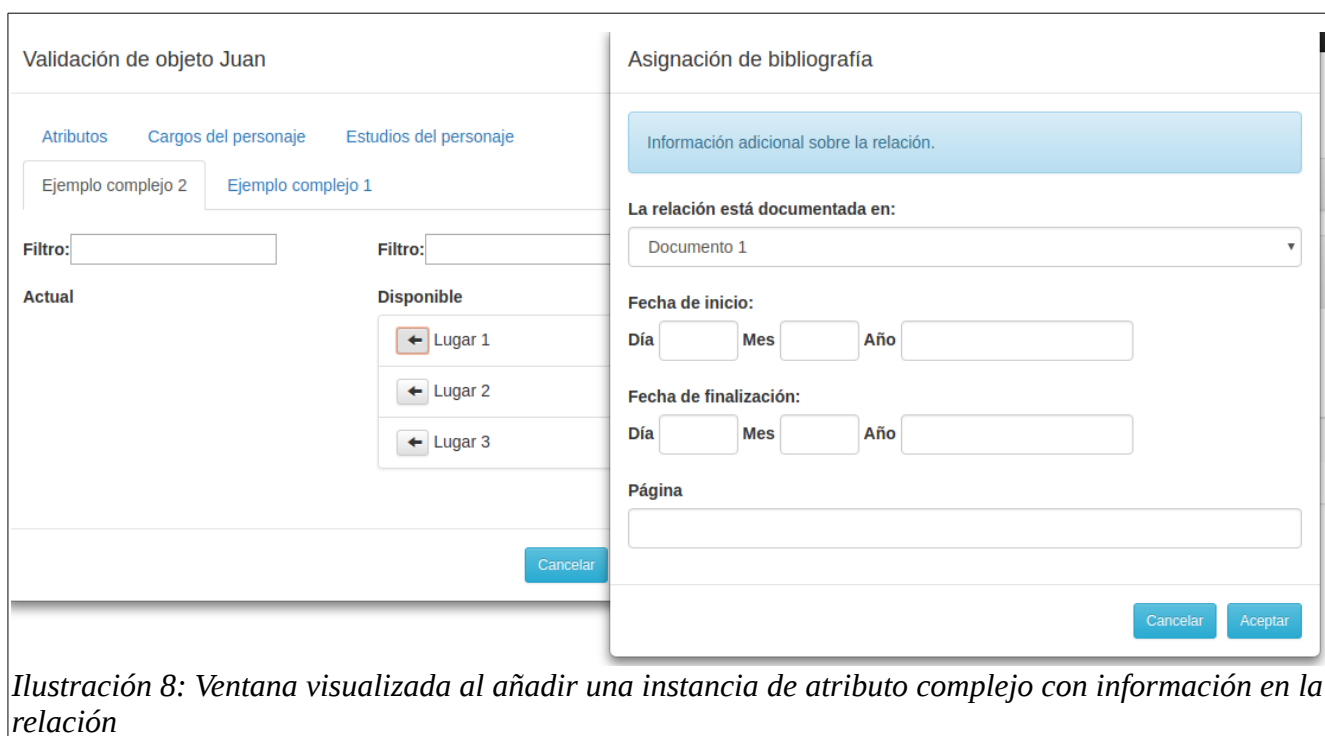 Validación de objeto Juan
Atributos Cargos del personaje Estudios del personaje
Ejemplo complejo 2 Ejemplo complejo 1
Filtro: Filtro:
Actual Disponible
Lugar 1
Lugar 2
Lugar 3
Cancelar
Asignación de bibliografía
Información adicional sobre la relación.
La relación está documentada en:
Documento 1
Fecha de inicio:
Día Mes Año
Fecha de finalización:
Día Mes Año
Página
Cancelar Aceptar
Ilustración 8: Ventana visualizada al añadir una instancia de atributo complejo con información en la
relación